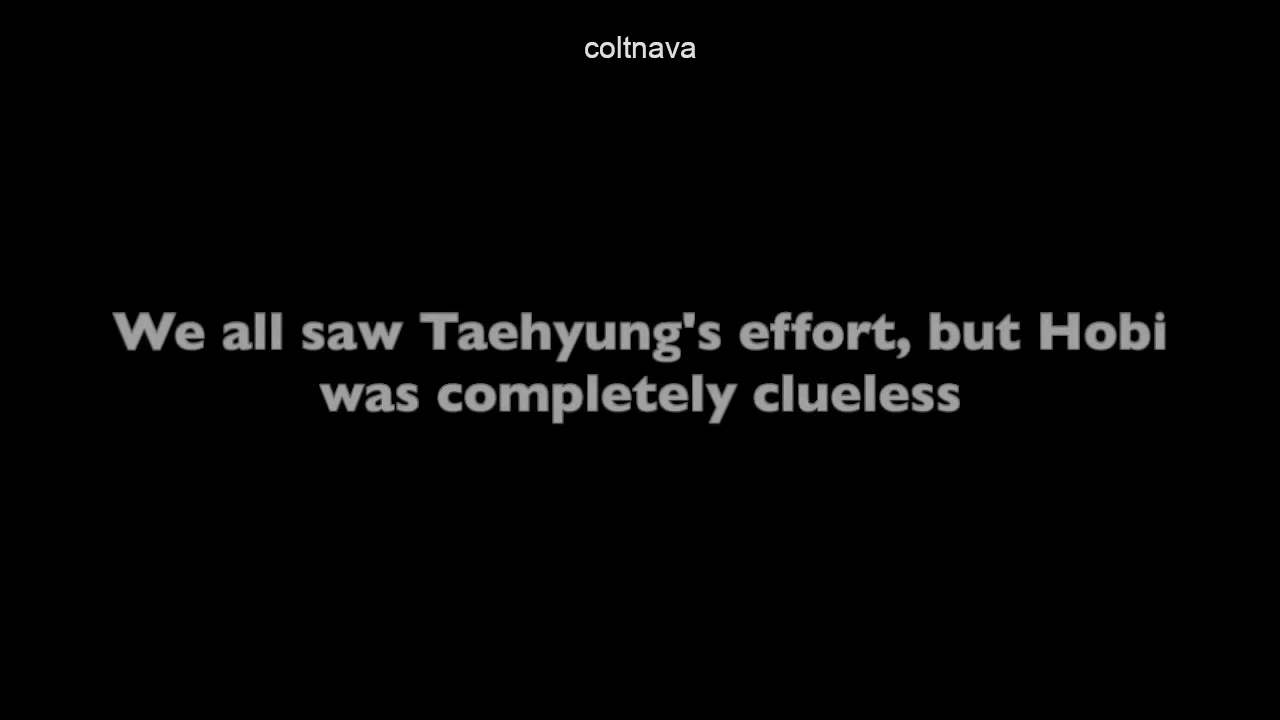 coltnava
We all saw Taehyung's effort, but Hobi
was completely clueless